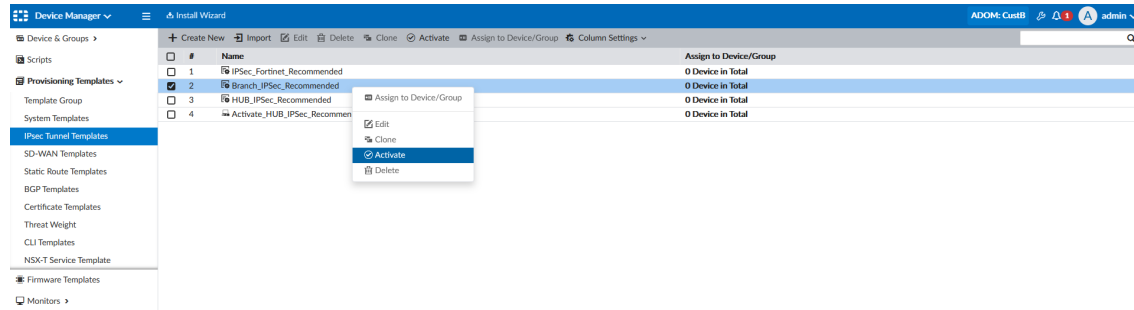 Device Manager Install Wizard ADOM: CustB 1 A admin
Device & Groups
Scripts
Provisioning Templates
Template Group
System Templates
IPsec Tunnel Templates
SD-WAN Templates
Static Route Templates
BGP Templates
Certificate Templates
Threat Weight
CLI Templates
NSX-T Service Template
Firmware Templates
Monitors
Create New Import Edit Delete Clone Activate Assign to Device/Group Column Settings
# Name Assign to Device/Group
1 IPSec_Fortinet_Recommended 0 Device in Total
2 Branch_IPSec_Recommended 0 Device in Total
3 HUB_IPSec_Recommended 0 Device in Total
4 Activate_HUB_IPSec_Recommen 0 Device in Total
Assign to Device/Group
Edit
Clone
Activate
Delete